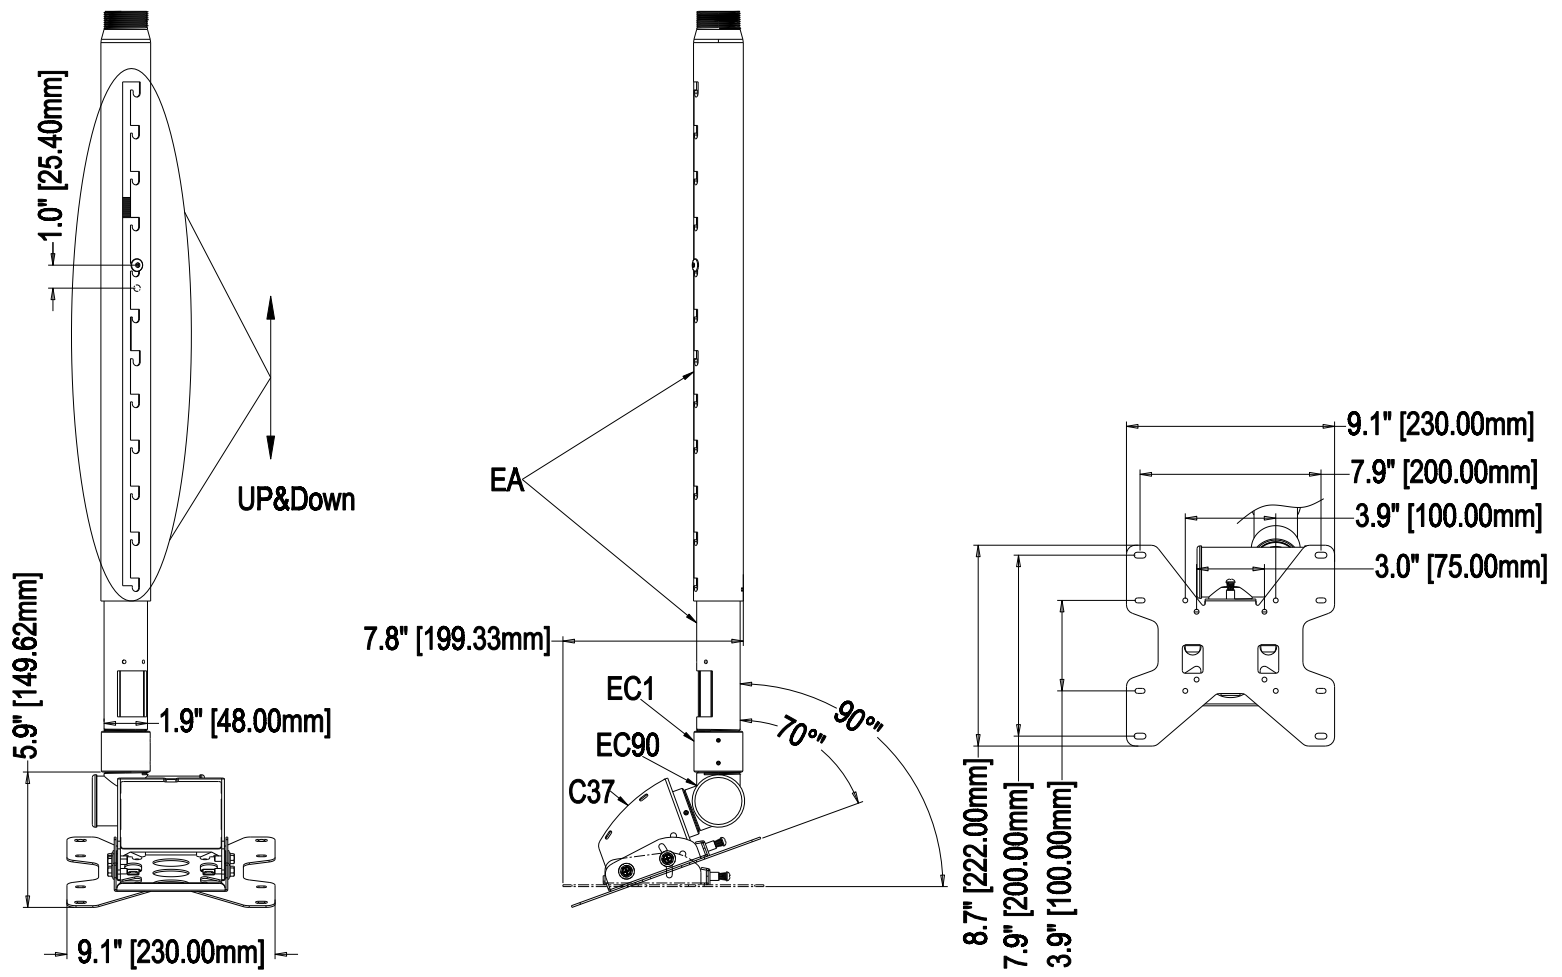 1.0" [25.40mm]
UP&Down
5.9" [149.62mm]
1.9" [48.00mm]
9.1" [230.00mm]
EA
7.8" [199.33mm]
EC1
EC90
C37
70°"
90°"
9.1" [230.00mm]
7.9" [200.00mm]
3.9" [100.00mm]
3.0" [75.00mm]
8.7" [222.00mm]
7.9" [200.00mm]
3.9" [100.00mm]